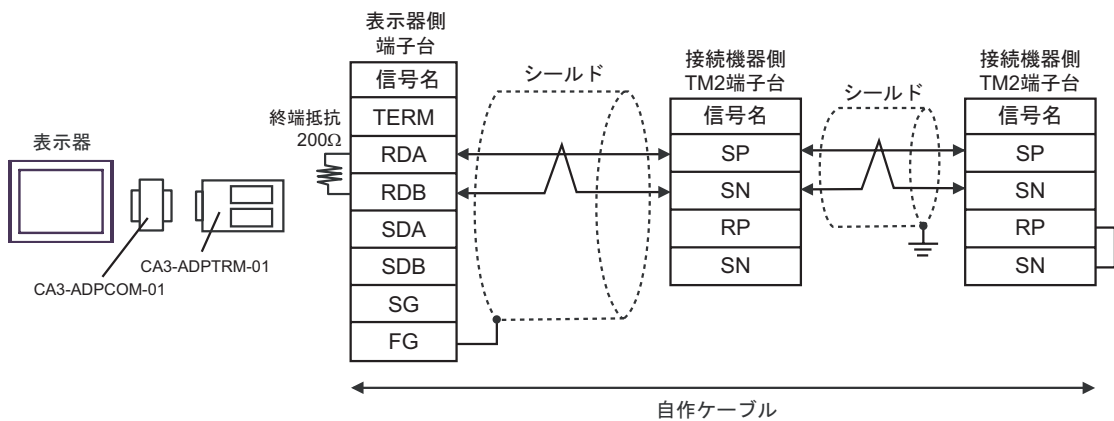 表示器
CA3-ADPCOM-01
CA3-ADPTRM-01
終端抵抗
200Ω
表示器側
端子台
信号名
TERM
RDA
RDB
SDA
SDB
SG
FG
シールド
接続機器側
TM2端子台
信号名
SP
SN
RP
SN
シールド
接続機器側
TM2端子台
信号名
SP
SN
RP
SN
自作ケーブル